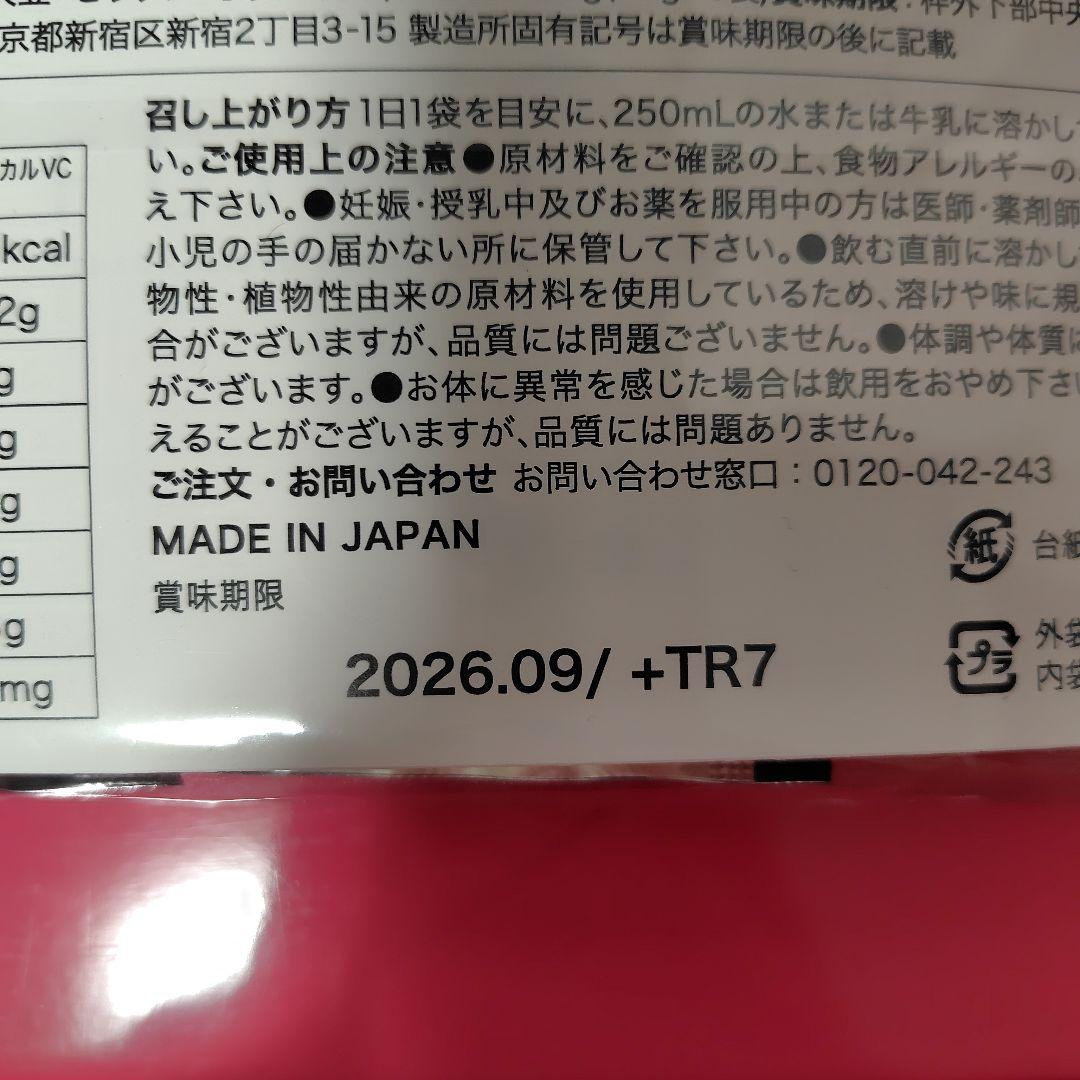 京都新宿区新宿2丁目3-15 製造所固有記号は賞味期限の後に記載
召し上がり方 1日1袋を目安に、250mLの水または牛乳に溶かして
い。ご使用上の注意●原材料をご確認の上、食物アレルギーの
え下さい。●妊娠・授乳中及びお薬を服用中の方は医師・薬剤師
小児の手の届かない所に保管して下さい。●飲む直前に溶かし
物性・植物性由来の原材料を使用しているため、溶けや味に規
合がございますが、品質には問題ございません。●体調や体質に
がございます。●お体に異常を感じた場合は飲用をおやめ下さい
えることがございますが、品質には問題ありません。
ご注文・お問い合わせ お問い合わせ窓口：0120-042-243
MADE IN JAPAN
賞味期限
2026.09/ +TR7
カルVC
kcal
2g
g
g
g
g
g
mg
紙 台紙
プラ 外袋
内袋